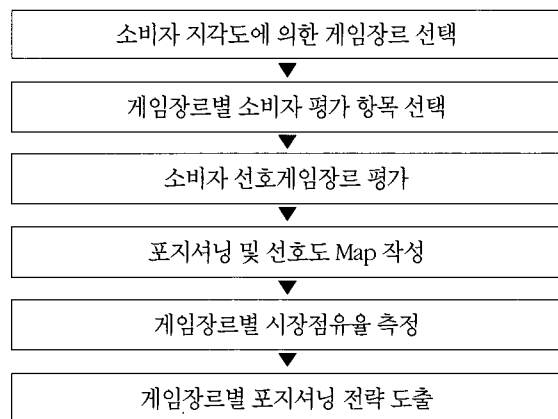 소비자 지각도에 의한 게임장르 선택
게임장르별 소비자 평가 항목 선택
소비자 선호게임장르 평가
포지셔닝 및 선호도 Map 작성
게임장르별 시장점유율 측정
게임장르별 포지셔닝 전략 도출